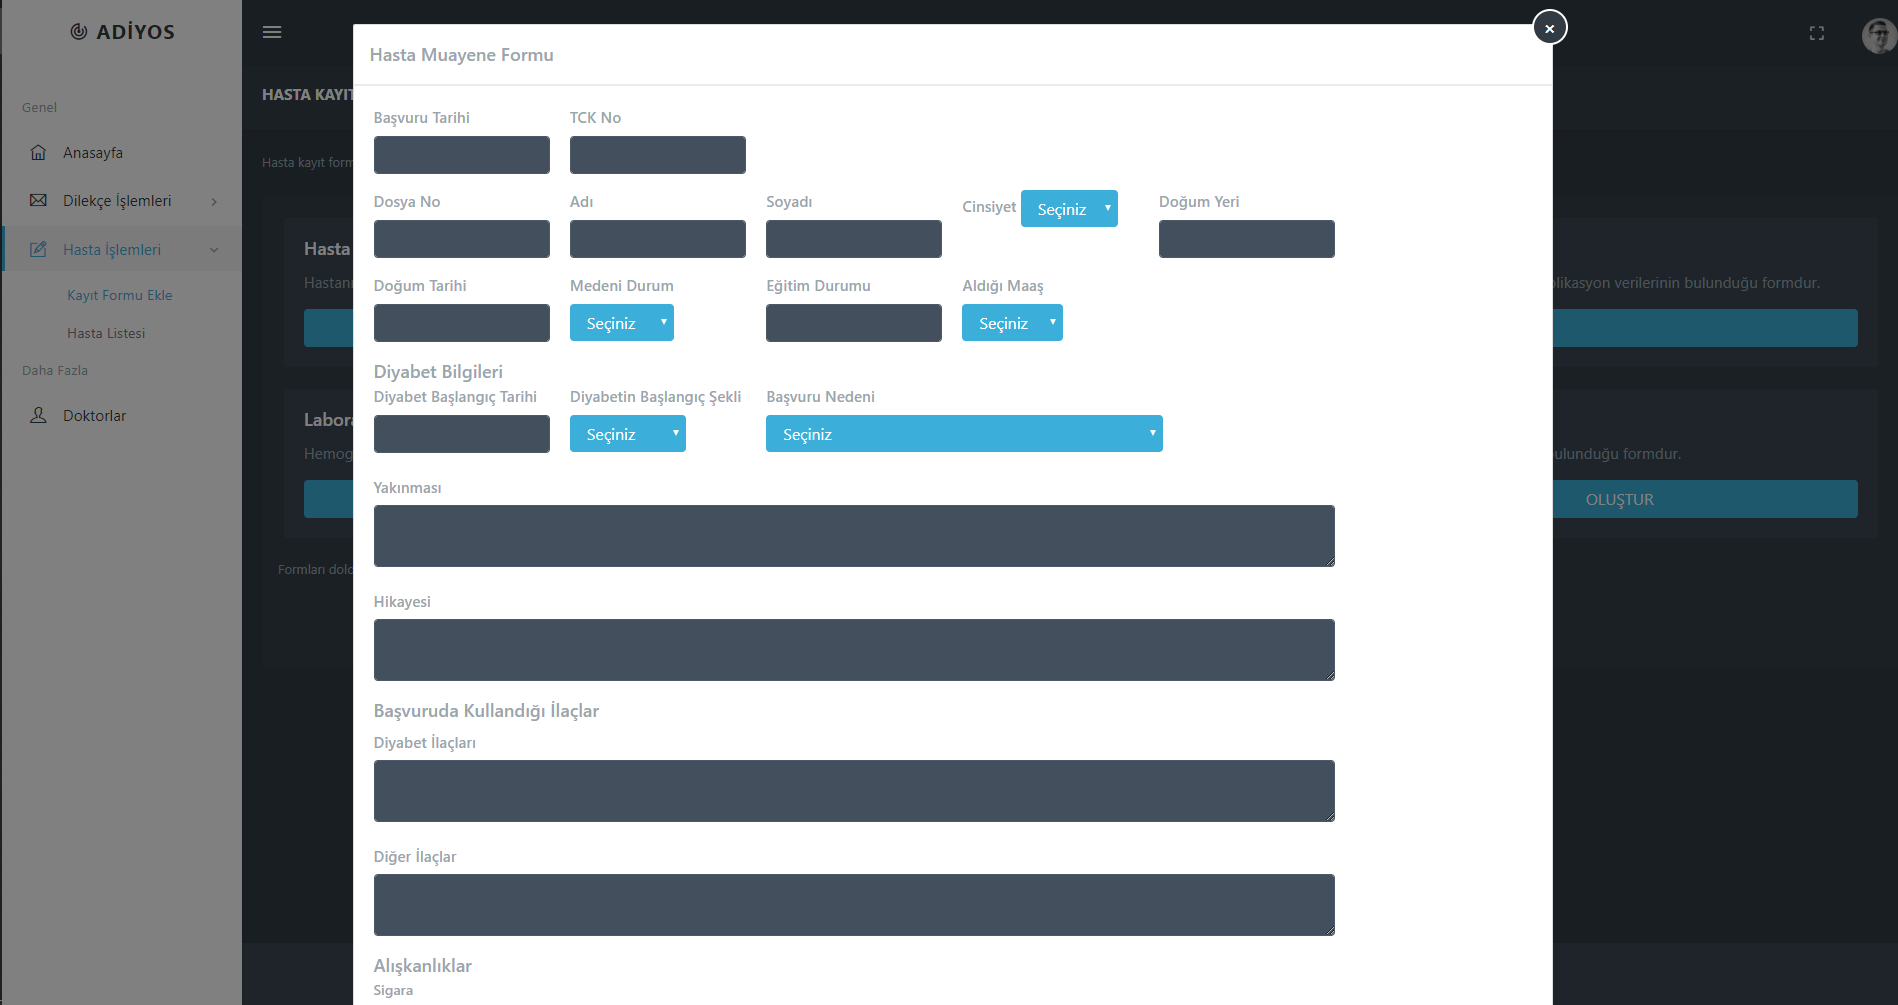 ADİYOS
Genel
Anasayfa
Dilekçe İşlemleri
Hasta İşlemleri
Kayıt Formu Ekle
Hasta Listesi
Daha Fazla
Doktorlar
HASTA KAYIT
Hasta kayıt form
Hasta
plikasyon verilerinin bulunduğu formdur.
Labora
Hemog
bulunduğu formdur.
OLUŞTUR
Hasta Muayene Formu
×
Başvuru Tarihi TCK No
Dosya No Adı Soyadı Cinsiyet Seçiniz Doğum Yeri
Doğum Tarihi Medeni Durum Eğitim Durumu Aldığı Maaş
Seçiniz Seçiniz
Diyabet Bilgileri
Diyabet Başlangıç Tarihi Diyabetin Başlangıç Şekli Başvuru Nedeni
Seçiniz Seçiniz
Yakınması
Hikayesi
Başvuruda Kullandığı İlaçlar
Diyabet İlaçları
Diğer İlaçlar
Alışkanlıklar
Sigara